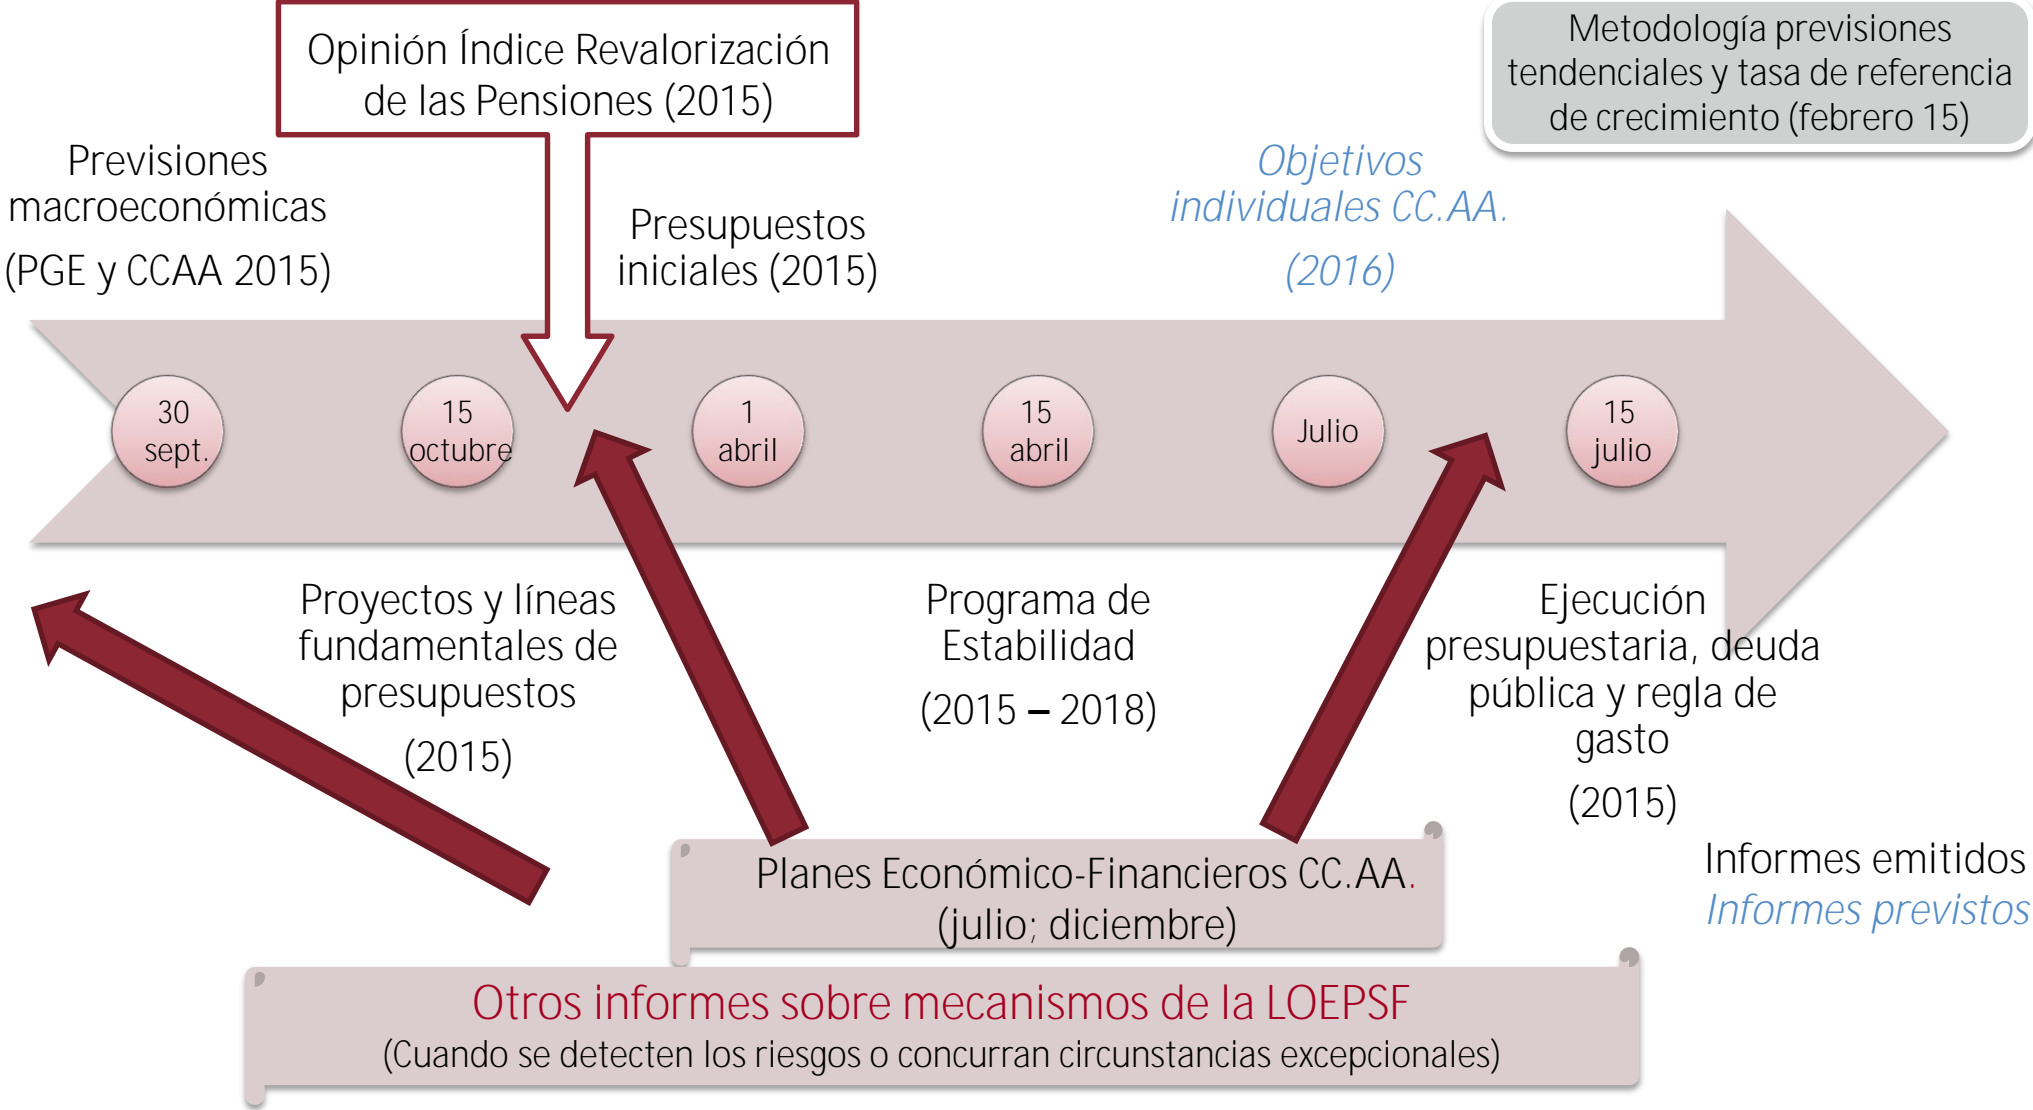 Opinión Índice Revalorización
de las Pensiones (2015)
Metodología previsiones
tendenciales y tasa de referencia
de crecimiento (febrero 15)
Previsiones
macroeconómicas
(PGE y CCAA 2015)
Presupuestos
iniciales (2015)
Objetivos
individuales CC.AA.
(2016)
30
sept.
15
octubre
1
abril
15
abril
Julio
15
julio
Proyectos y líneas
fundamentales de
presupuestos
(2015)
Programa de
Estabilidad
(2015 – 2018)
Ejecución
presupuestaria, deuda
pública y regla de
gasto
(2015)
Planes Económico-Financieros CC.AA.
(julio; diciembre)
Informes emitidos
Informes previstos
Otros informes sobre mecanismos de la LOEPSF
(Cuando se detecten los riesgos o concurran circunstancias excepcionales)